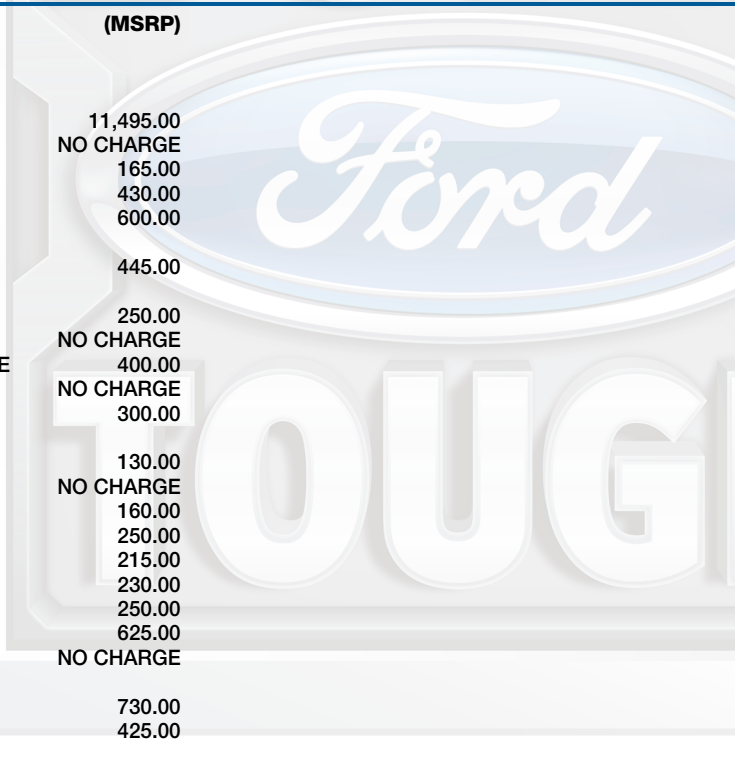 (MSRP)
11,495.00
NO CHARGE
165.00
430.00
600.00
445.00
250.00
NO CHARGE
E 400.00
NO CHARGE
300.00
130.00
NO CHARGE
160.00
250.00
215.00
230.00
250.00
625.00
NO CHARGE
730.00
425.00
Ford
TOUG